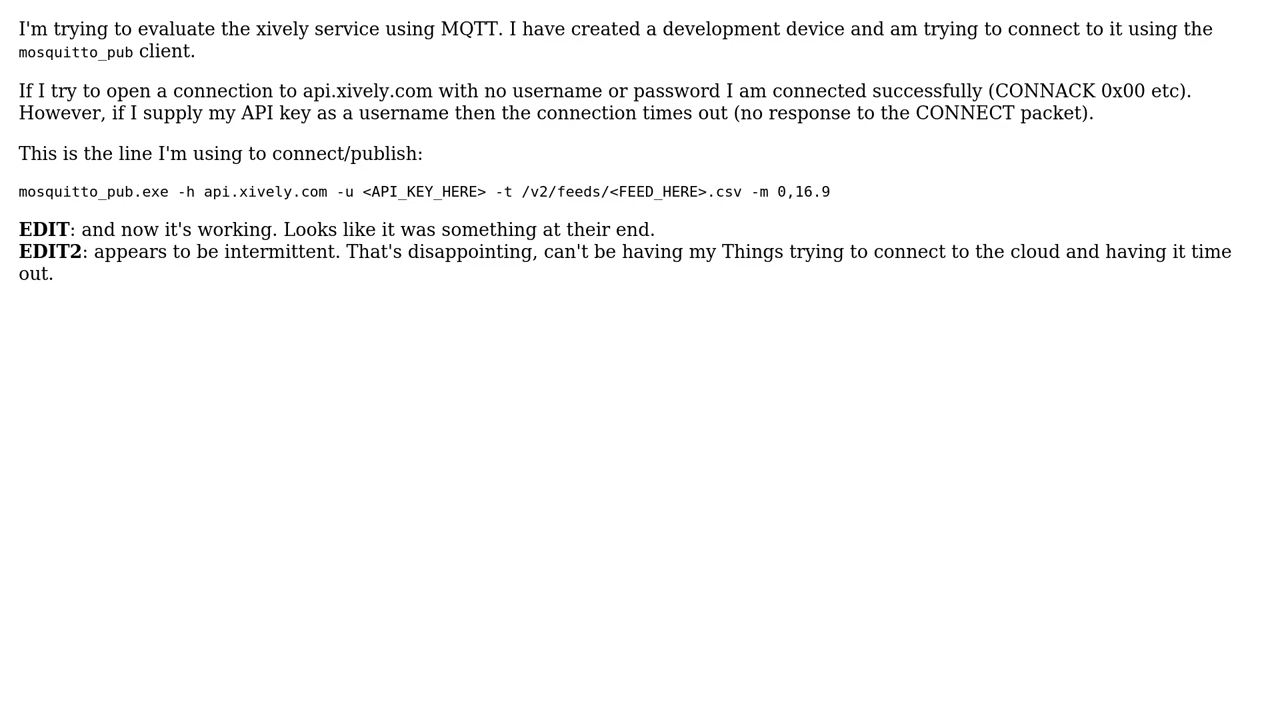 I'm trying to evaluate the xively service using MQTT. I have created a development device and am trying to connect to it using the
mosquitto_pub client.
If I try to open a connection to api.xively.com with no username or password I am connected successfully (CONNACK 0x00 etc).
However, if I supply my API key as a username then the connection times out (no response to the CONNECT packet).
This is the line I'm using to connect/publish:
mosquitto_pub.exe -h api.xively.com -u <API_KEY_HERE> -t /v2/feeds/<FEED_HERE>.csv -m 0,16.9
EDIT: and now it's working. Looks like it was something at their end.
EDIT2: appears to be intermittent. That's disappointing, can't be having my Things trying to connect to the cloud and having it time
out.